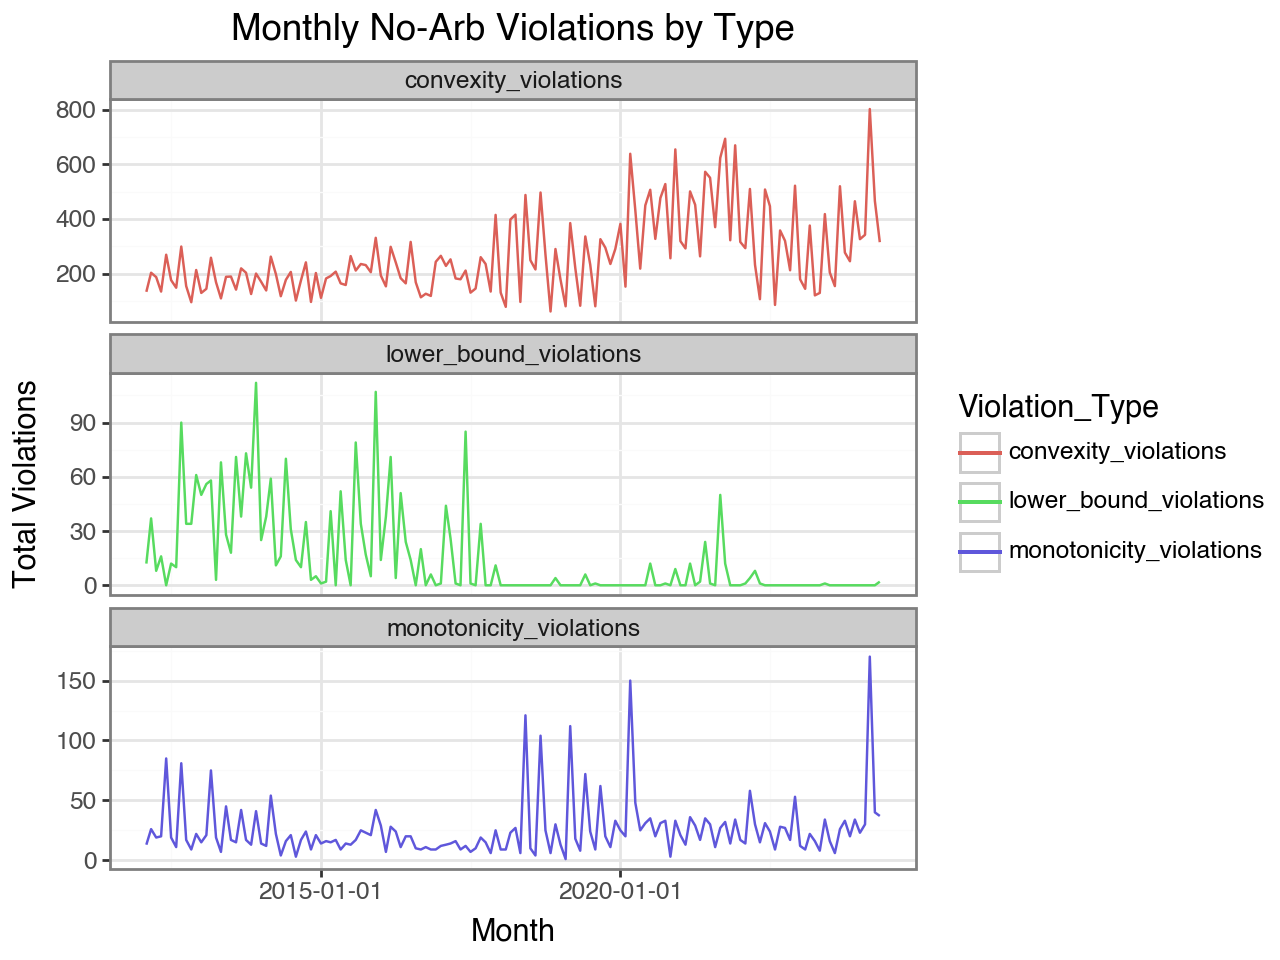 Monthly No-Arb Violations by Type
convexity_violations
800
600
400
200
lower_bound_violations
90
60
30
0
monotonicity_violations
150
100
50
0
2015-01-01
2020-01-01
Month
Total Violations
Violation_Type
convexity_violations
lower_bound_violations
monotonicity_violations